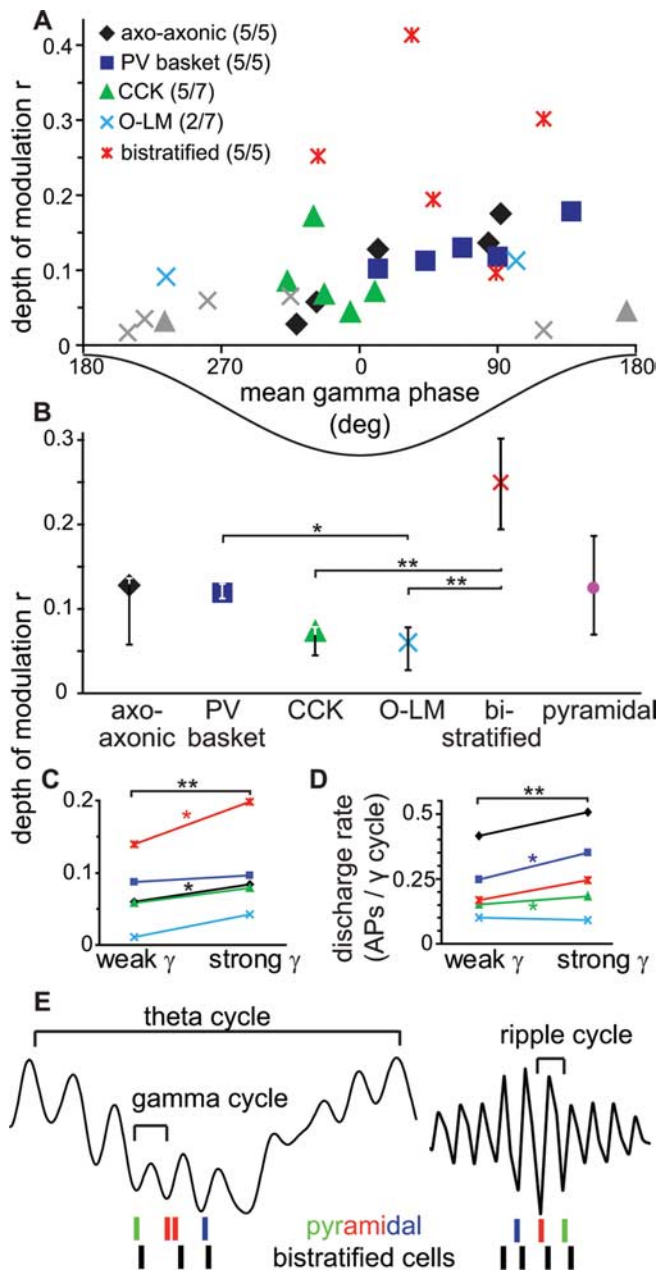 A
depth of modulation r
0.4
0.3
0.2
0.1
0
axo-axonic (5/5)
PV basket (5/5)
CCK (5/7)
O-LM (2/7)
bistratified (5/5)
180 270 0 90 180
mean gamma phase
(deg)
B
depth of modulation r
0.3
0.2
0.1
0
*
**
**
axo-
axonic
PV
basket
CCK
O-LM
bi-
stratified
pyramidal
C
0.2
0.1
0
**
*
*
weak γ strong γ
D
discharge rate
(APs / γ cycle)
0.5
0.25
0
**
*
*
weak γ strong γ
E
theta cycle
gamma cycle
ripple cycle
pyramidal
bistratified cells